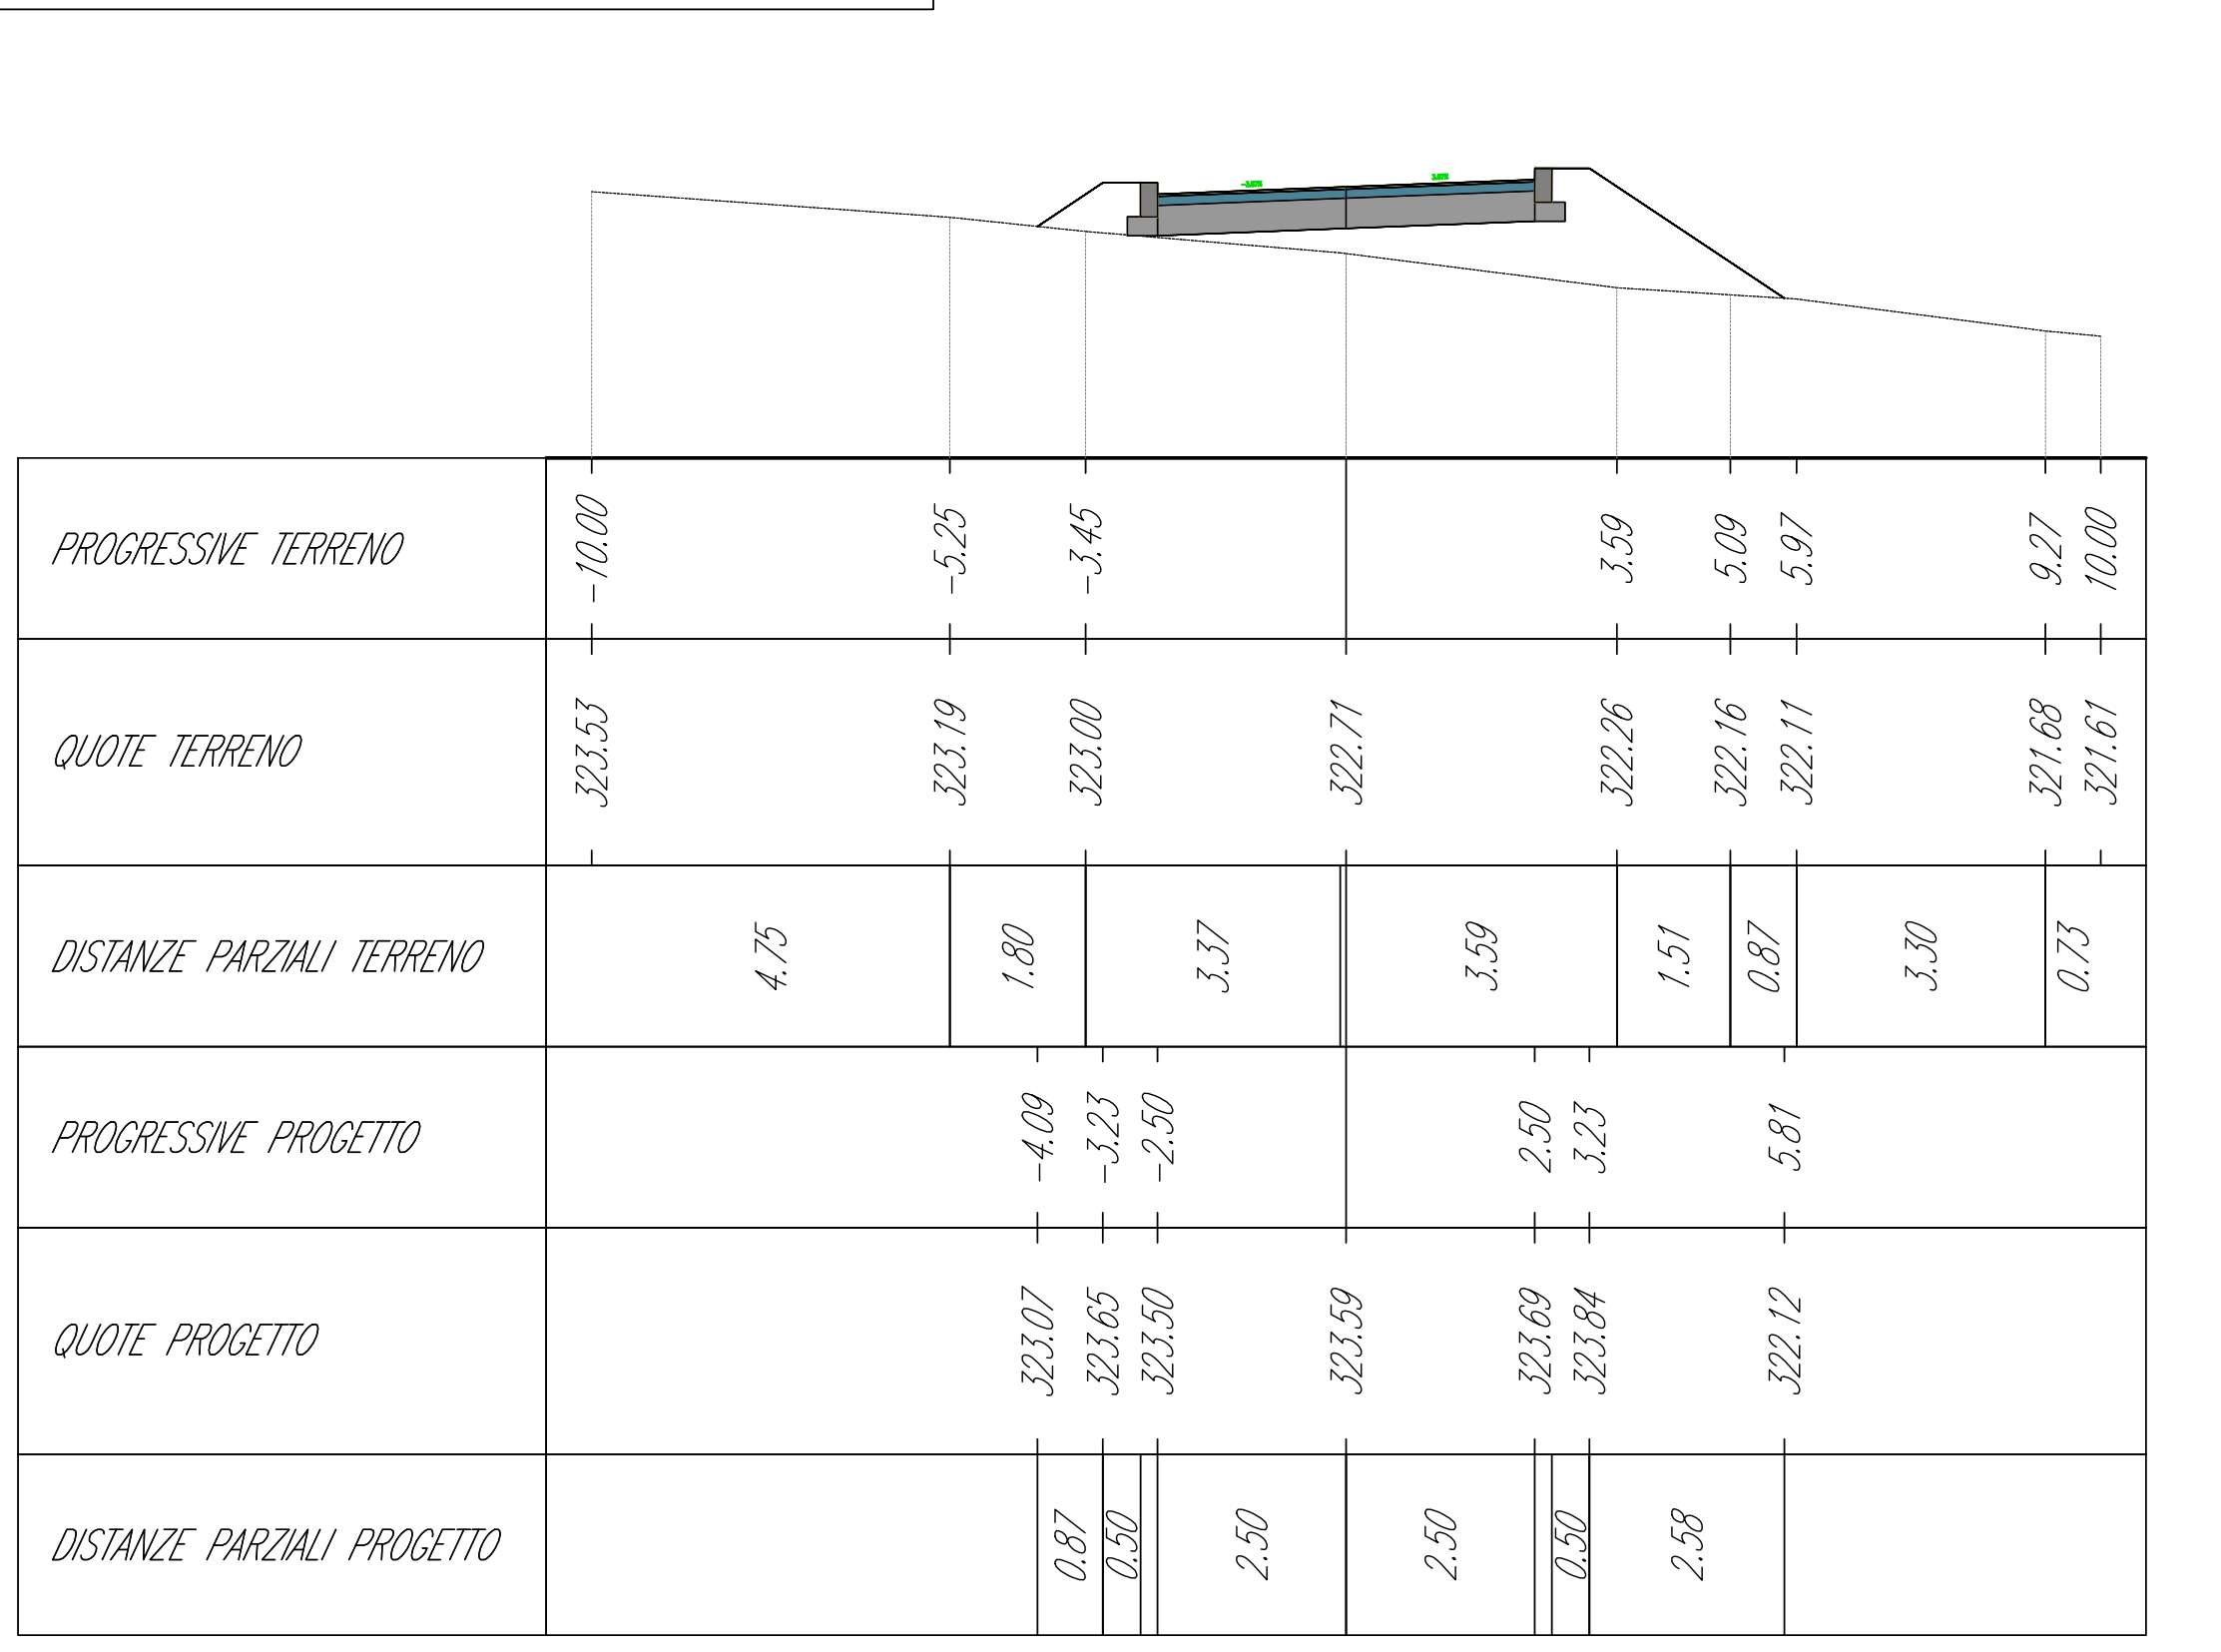 -3.87% 3.87%
PROGRESSIVE TERRENO -10.00 -5.25 -3.45 3.59 5.09 5.97 9.27 10.00
QUOTE TERRENO 323.53 323.19 323.00 322.71 322.26 322.16 322.11 321.68 321.61
DISTANZE PARZIALI TERRENO 4.75 1.80 3.37 3.59 1.51 0.87 3.30 0.73
PROGRESSIVE PROGETTO -4.09 -3.23 -2.50 2.50 3.23 5.81
QUOTE PROGETTO 323.07 323.65 323.50 323.59 323.69 323.84 322.12
DISTANZE PARZIALI PROGETTO 0.87 0.50 2.50 2.50 0.50 2.58